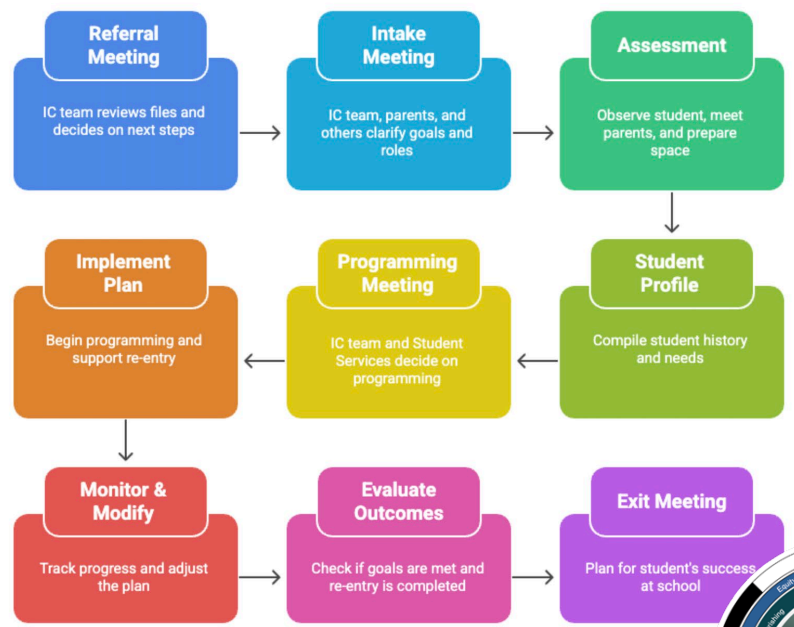 Referral
Meeting
IC team reviews files and
decides on next steps
Intake
Meeting
IC team, parents, and
others clarify goals and
roles
Assessment
Observe student, meet
parents, and prepare
space
Student
Profile
Compile student history
and needs
Programming
Meeting
IC team and Student
Services decide on
programming
Implement
Plan
Begin programming and
support re-entry
Monitor &
Modify
Track progress and adjust
the plan
Evaluate
Outcomes
Check if goals are met and
re-entry is completed
Exit Meeting
Plan for student's success
at school
Equity